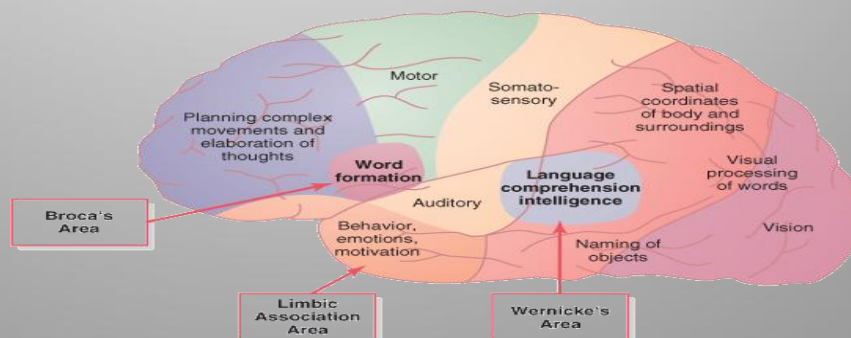 Motor
Somato-
sensory
Spatial
coordinates
of body and
surroundings
Planning complex
movements and
elaboration of
thoughts
Word
formation
Language
comprehension
intelligence
Visual
processing
of words
Broca's
Area
Auditory
Behavior,
emotions,
motivation
Naming of
objects
Vision
Limbic
Association
Area
Wernicke's
Area